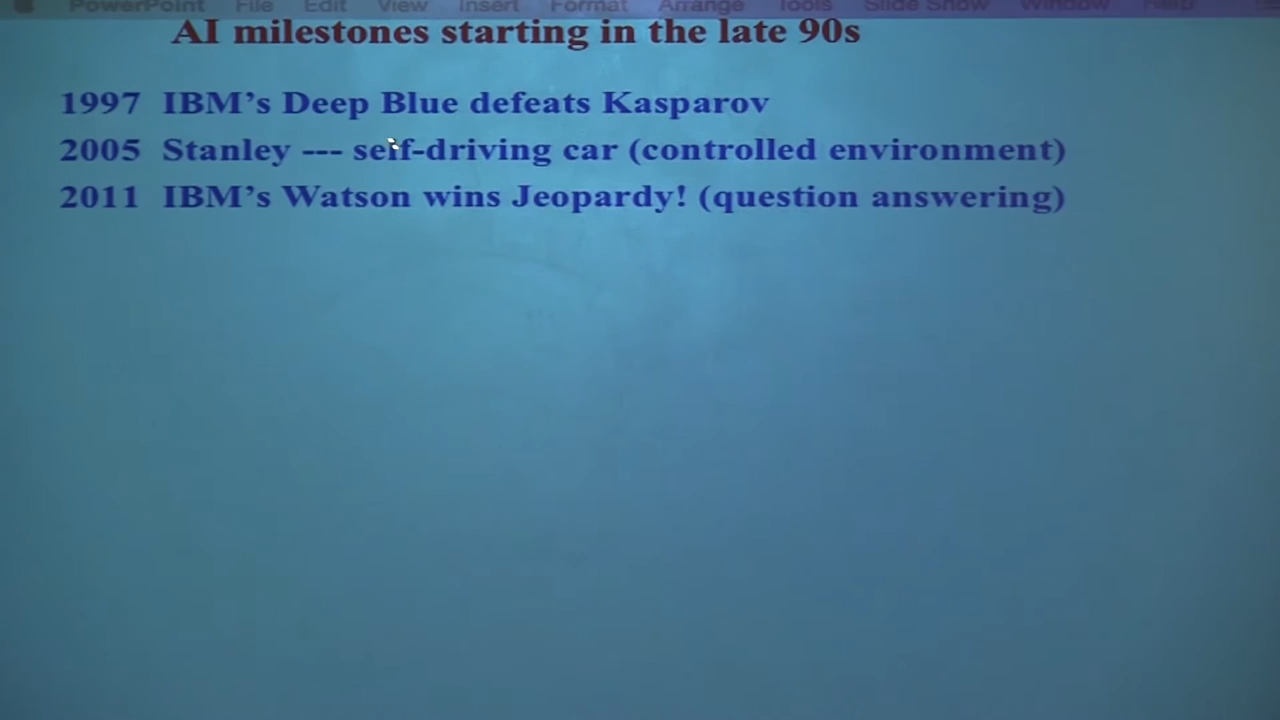 PowerPoint File Edit View Insert Format Arrange Tools Slide Show Window Help
AI milestones starting in the late 90s
1997 IBM's Deep Blue defeats Kasparov
2005 Stanley --- self-driving car (controlled environment)
2011 IBM's Watson wins Jeopardy! (question answering)